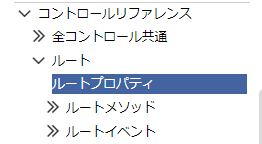 コントロールリファレンス
全コントロール共通
ルート
ルートプロパティ
ルートメソッド
ルートイベント